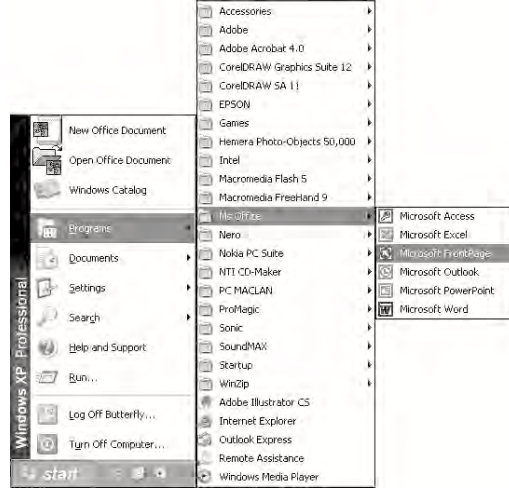 New Office Document
Open Office Document
Windows Catalog
Programs
Documents
Settings
Search
Help and Support
Run...
Log Off Butterfly...
Turn Off Computer...
Windows XP Professional
start
Accessories
Adobe
Adobe Acrobat 4.0
CorelDRAW Graphics Suite 12
CorelDRAW SA 11
EPSON
Games
Hemera Photo-Objects 50,000
Intel
Macromedia Flash 5
Macromedia FreeHand 9
Ms Office
Nero
Nokia PC Suite
NTI CD-Maker
PC MACLAN
ProMagic
Sonic
SoundMAX
Startup
WinZip
Adobe Illustrator CS
Internet Explorer
Outlook Express
Remote Assistance
Windows Media Player
Microsoft Access
Microsoft Excel
Microsoft FrontPage
Microsoft Outlook
Microsoft PowerPoint
Microsoft Word